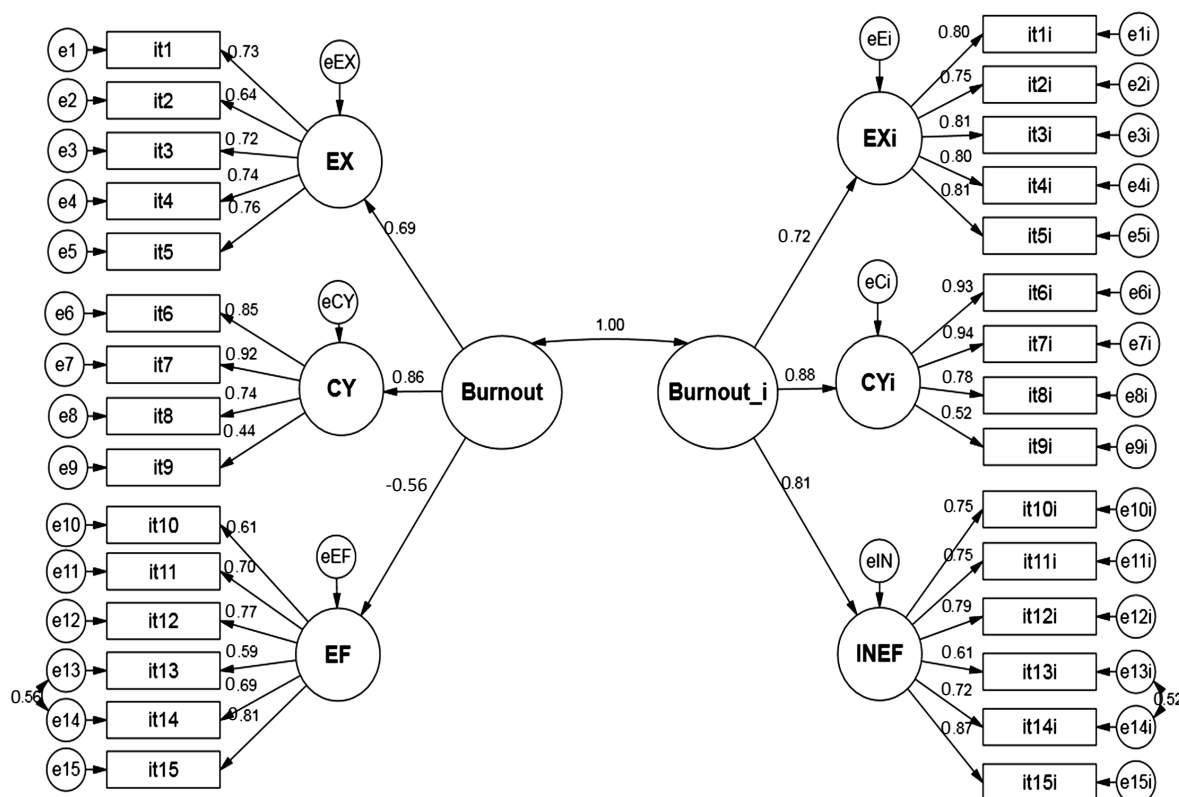 e1 it1 0.73
e2 it2 0.64
e3 it3 0.72
e4 it4 0.74
e5 it5 0.76
eEX
EX
0.69
e6 it6 0.85
e7 it7 0.92
e8 it8 0.74
e9 it9 0.44
eCY
CY
0.86
Burnout
-0.56
e10 it10 0.61
e11 it11 0.70
e12 it12 0.77
e13 it13 0.59
e14 it14 0.69
e15 it15 0.81
0.56
eEF
EF
1.00
Burnout_i
eEi
EXi
0.72
0.80 it1i e1i
0.75 it2i e2i
0.81 it3i e3i
0.80 it4i e4i
0.81 it5i e5i
eCi
CYi
0.88
0.93 it6i e6i
0.94 it7i e7i
0.78 it8i e8i
0.52 it9i e9i
0.81
eIN
INEF
0.75 it10i e10i
0.75 it11i e11i
0.79 it12i e12i
0.61 it13i e13i
0.72 it14i e14i
0.87 it15i e15i
0.52